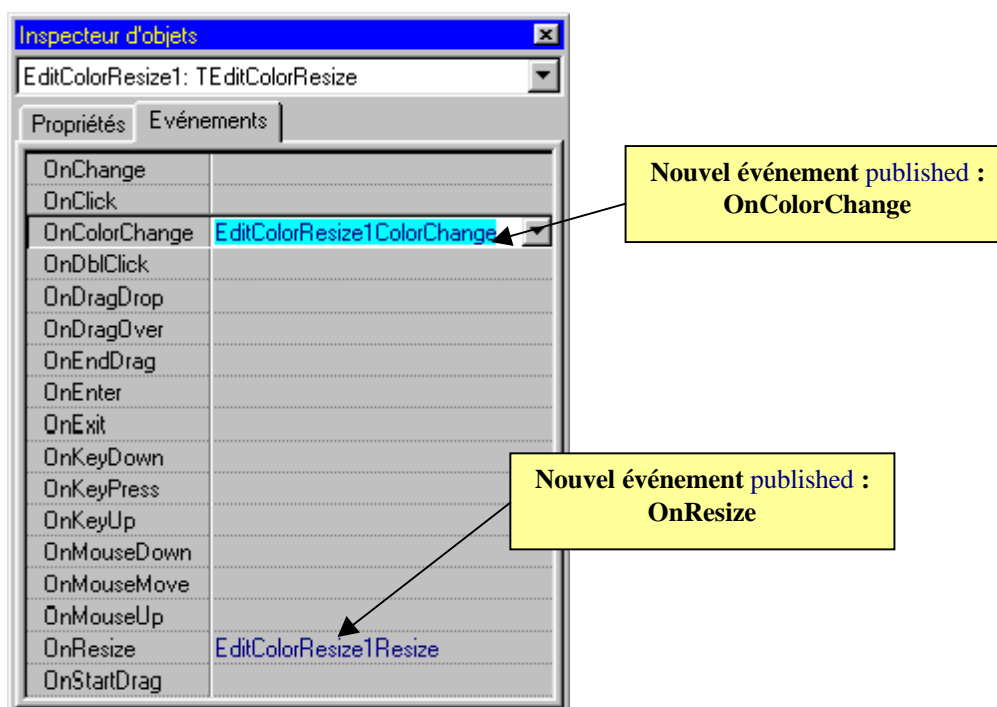 Inspecteur d'objets
EditColorResize1: TEditColorResize
Propriétés Evénements
OnChange
OnClick
OnColorChange EditColorResize1ColorChange
OnDblClick
OnDragDrop
OnDragOver
OnEndDrag
OnEnter
OnExit
OnKeyDown
OnKeyPress
OnKeyUp
OnMouseDown
OnMouseMove
OnMouseUp
OnResize EditColorResize1Resize
OnStartDrag
Nouvel événement published :
OnColorChange
Nouvel événement published :
OnResize